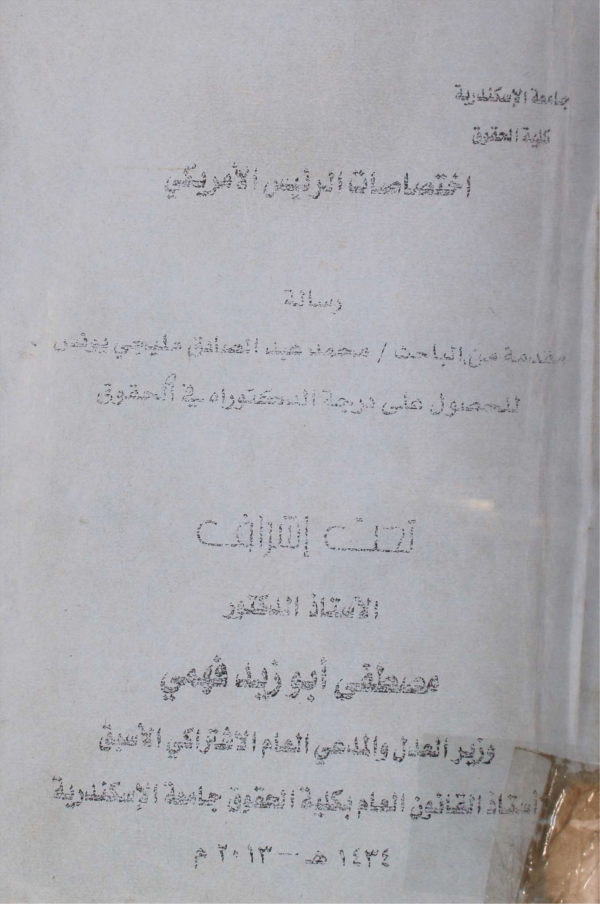 جامعة الإسكندرية
كلية الحقوق
اختصاصات الرئيس الأمريكي
رسالة
مقدمة من الباحث / محمد عبد الصادق مليجي يونس
للحصول على درجة الدكتوراه في الحقوق
تحت إشراف
الأستاذ الدكتور
مصطفى أبو زيد فهمي
وزير العدل والمدعي العام الاشتراكي الأسبق
أستاذ القانون العام بكلية الحقوق جامعة الإسكندرية
١٤٣٤ هـ - ٢٠١٣ م